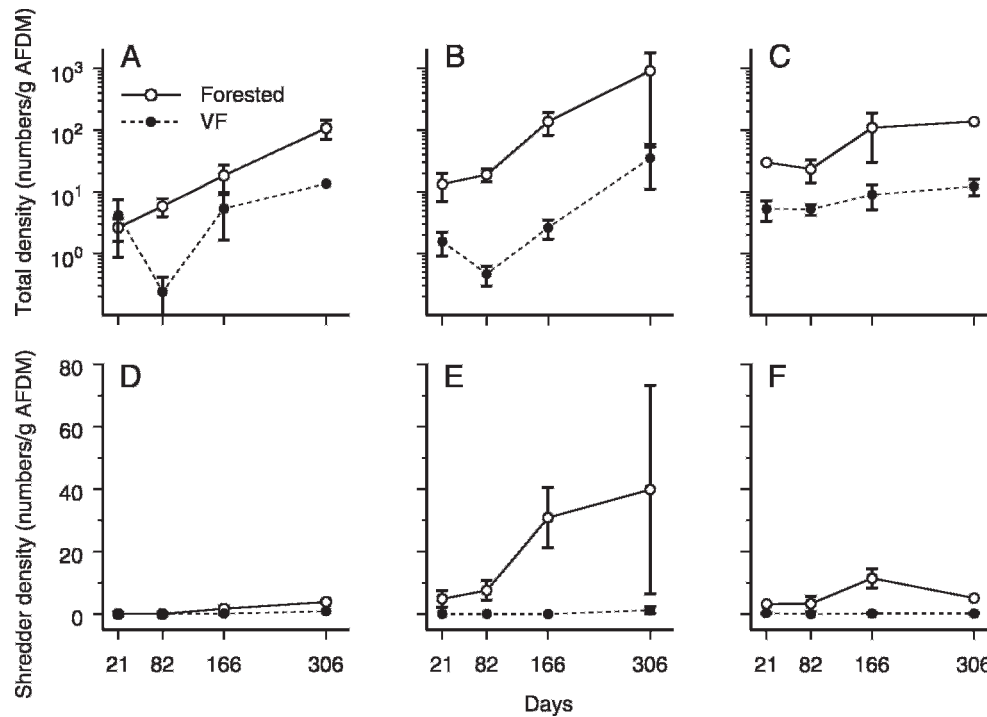 Total density (numbers/g AFDM)
10³
10²
10¹
10⁰
A
Forested
VF
B
C
Shredder density (numbers/g AFDM)
80
60
40
20
0
D
E
F
21 82 166 306
21 82 166 306
21 82 166 306
Days